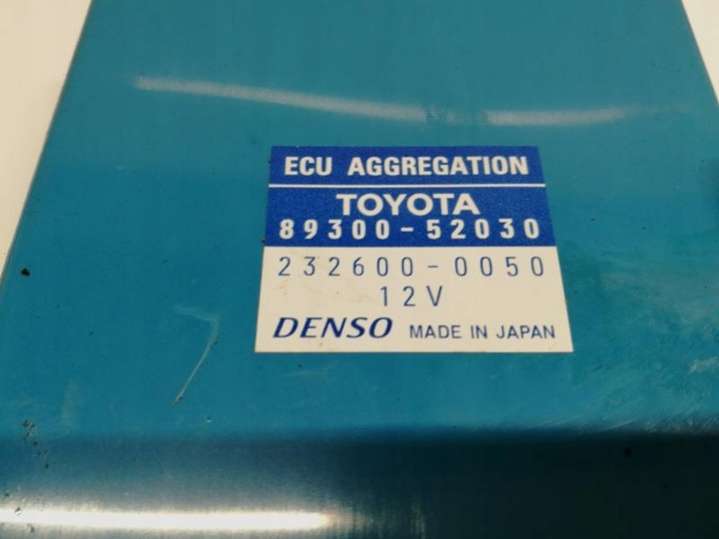 ECU AGGREGATION
TOYOTA
89300-52030
232600-0050
12V
DENSO MADE IN JAPAN